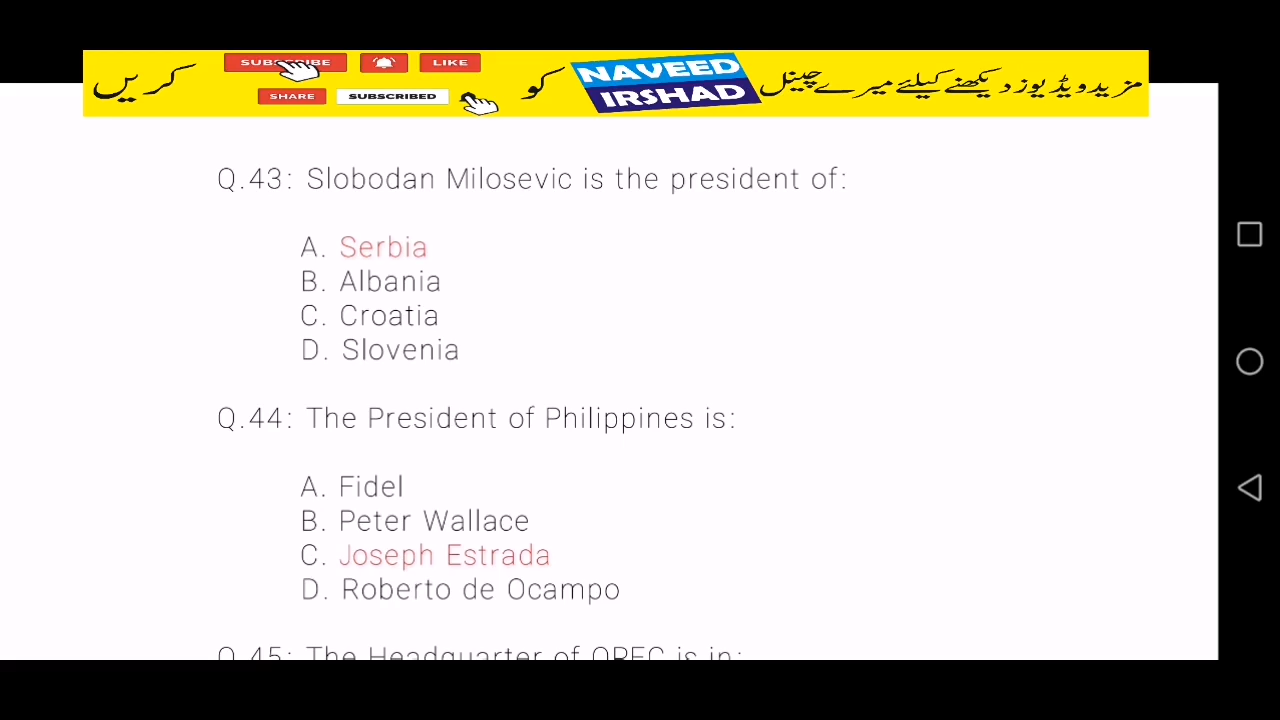 مزید ویڈیوز دیکھنے کیلئے میرے چینل NAVEED IRSHAD کو SUBSCRIBE LIKE SHARE SUBSCRIBED کریں
Q.43: Slobodan Milosevic is the president of:
A. Serbia
B. Albania
C. Croatia
D. Slovenia
Q.44: The President of Philippines is:
A. Fidel
B. Peter Wallace
C. Joseph Estrada
D. Roberto de Ocampo
Q.45: The Headquarter of OPEC is in: